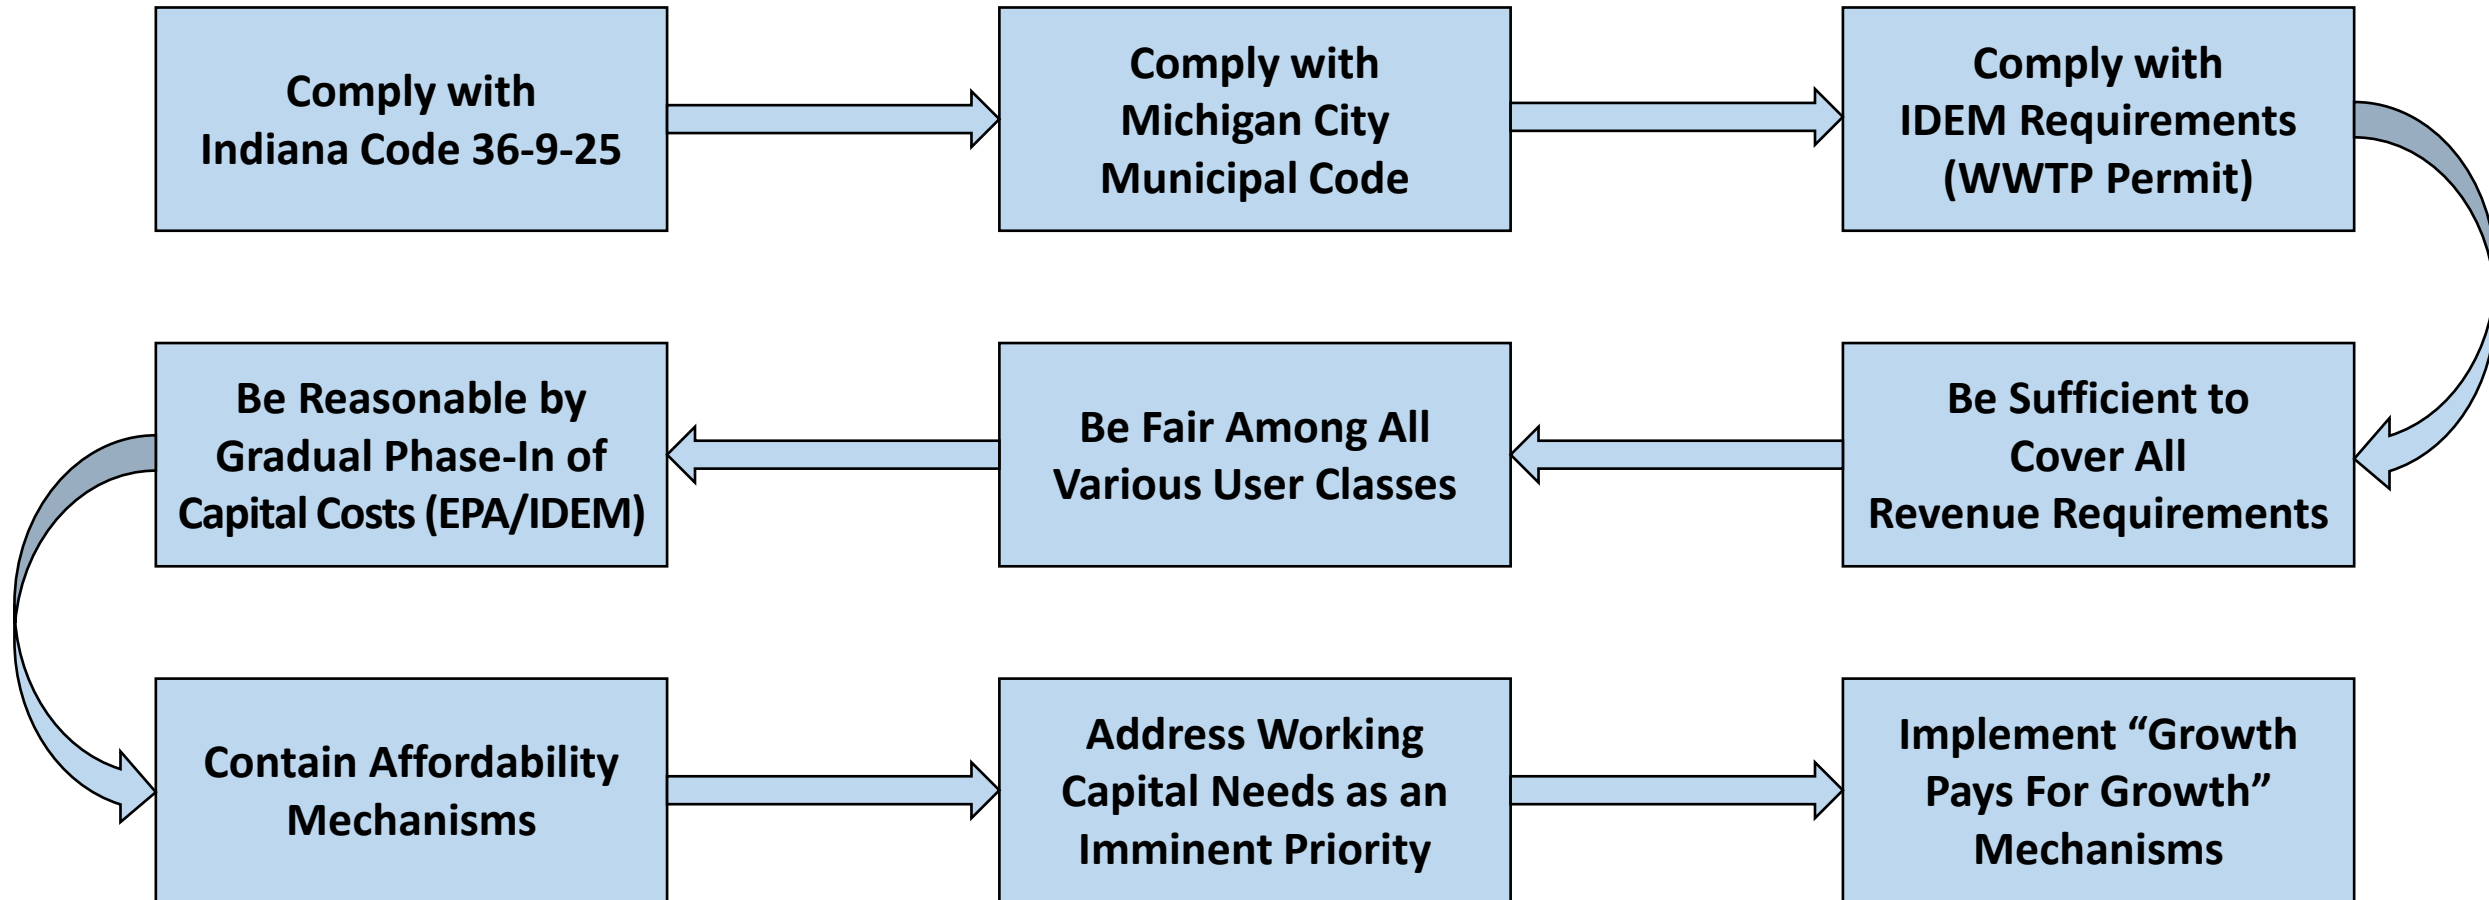 Comply with
Indiana Code 36-9-25
Comply with
Michigan City
Municipal Code
Comply with
IDEM Requirements
(WWTP Permit)
Be Sufficient to
Cover All
Revenue Requirements
Be Fair Among All
Various User Classes
Be Reasonable by
Gradual Phase-In of
Capital Costs (EPA/IDEM)
Contain Affordability
Mechanisms
Address Working
Capital Needs as an
Imminent Priority
Implement “Growth
Pays For Growth”
Mechanisms